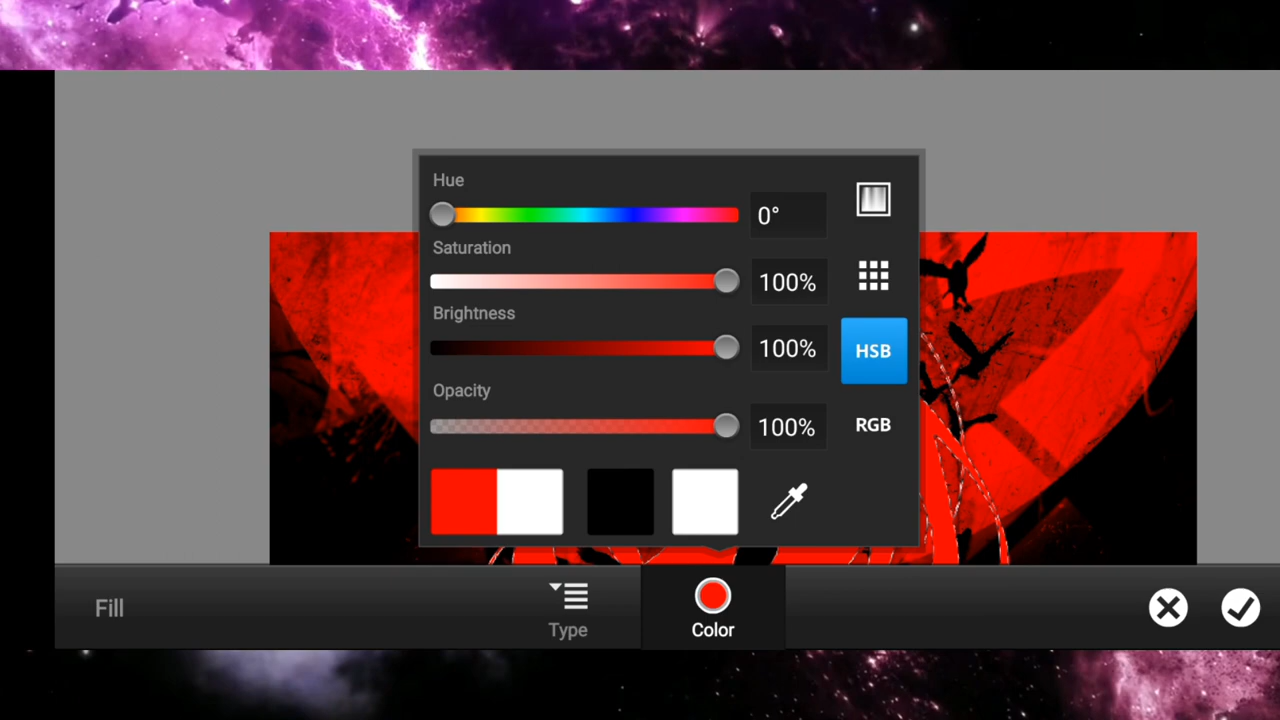 Hue
0°
Saturation
100%
Brightness
100%
HSB
Opacity
100%
RGB
Fill
Type
Color